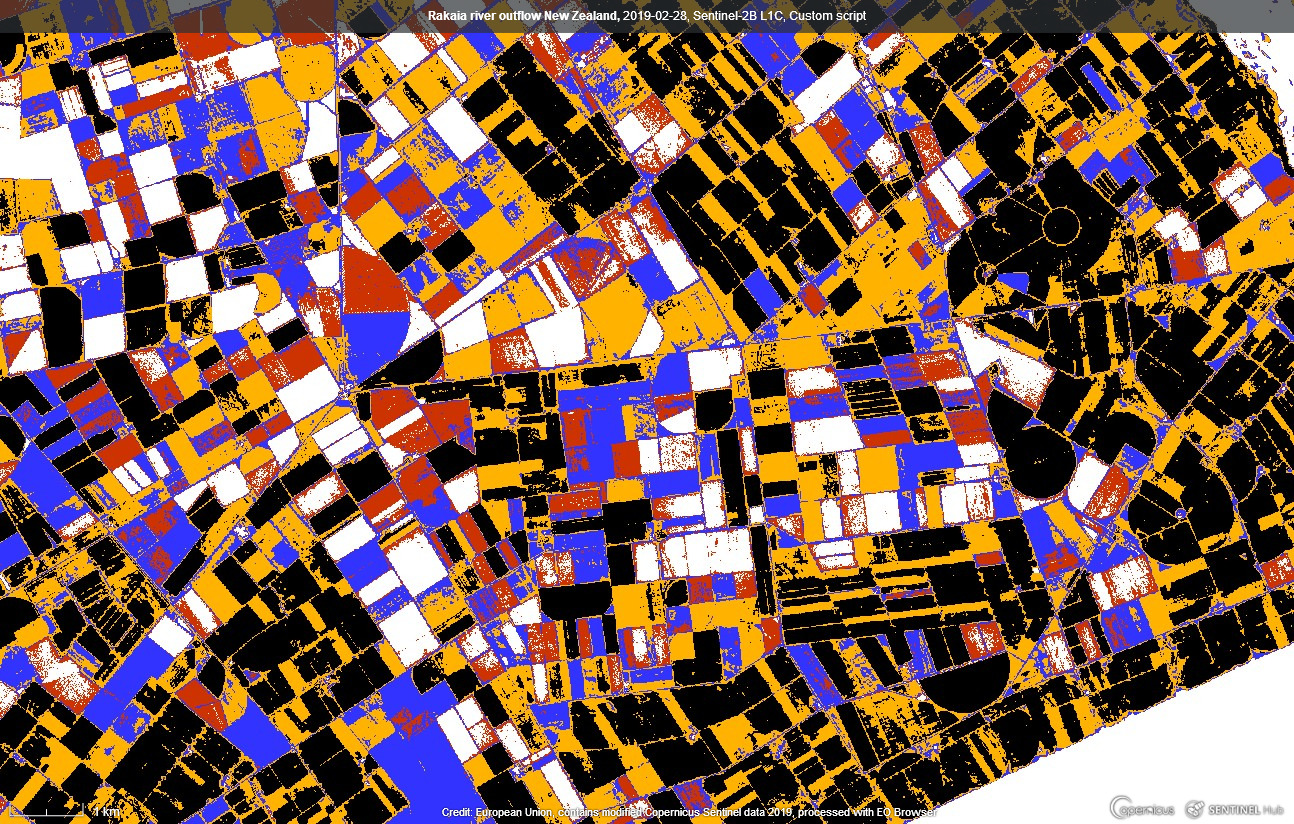 Rakaia river outflow New Zealand, 2019-02-28, Sentinel-2B L1C, Custom script
1 km
Credit: European Union, contains modified Copernicus Sentinel data 2019, processed with EO Browser
opernicus
SENTINEL Hub